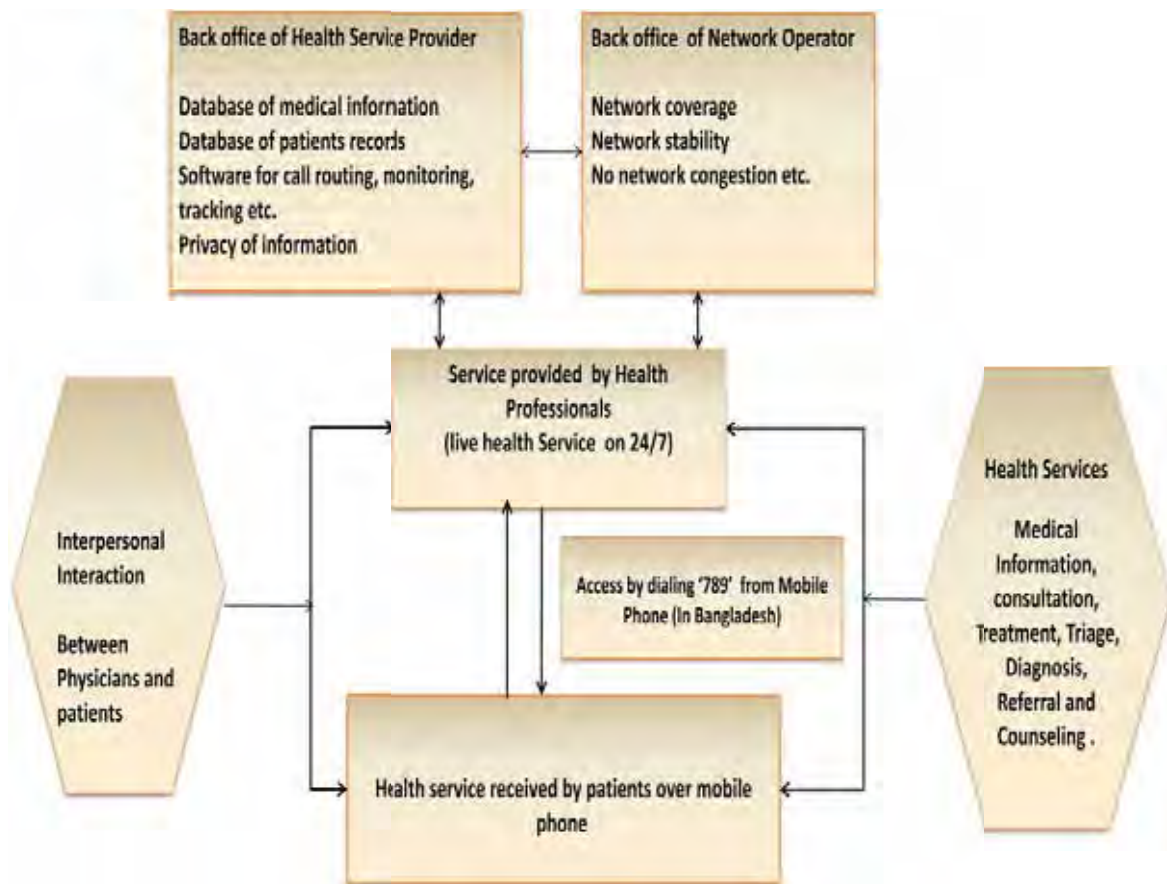 Back office of Health Service Provider
Database of medical information
Database of patients records
Software for call routing, monitoring,
tracking etc.
Privacy of information
Back office of Network Operator
Network coverage
Network stability
No network congestion etc.
Service provided by Health
Professionals
(live health Service on 24/7)
Interpersonal
Interaction
Between
Physicians and
patients
Access by dialing ‘789’ from Mobile
Phone (In Bangladesh)
Health Services
Medical
Information,
consultation,
Treatment, Triage,
Diagnosis,
Referral and
Counseling .
Health service received by patients over mobile
phone